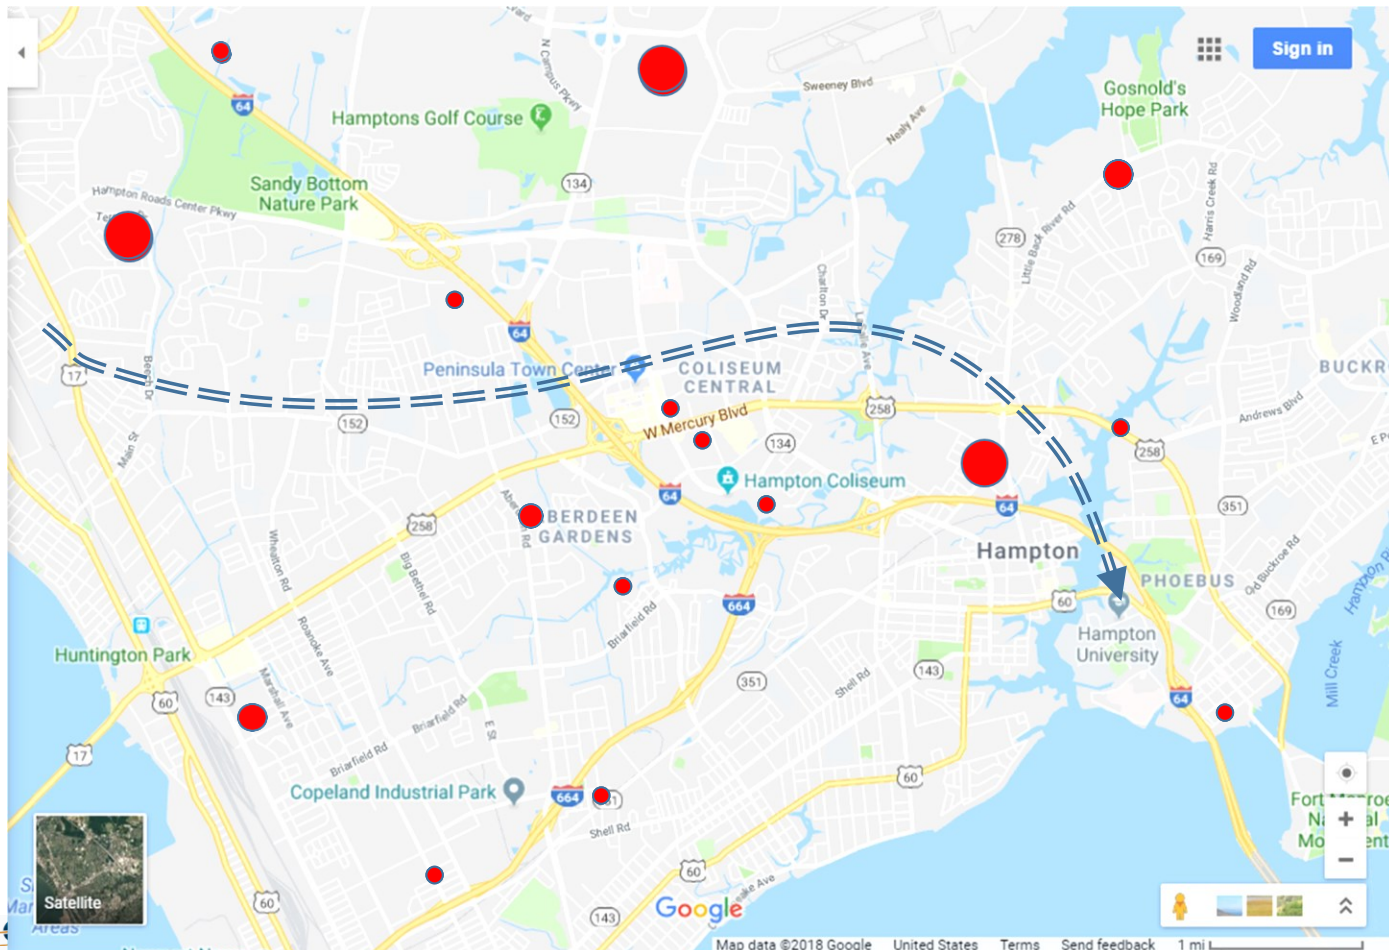 Sign in
Gosnold's
Hope Park
Sweeney Blvd
N Campus Pkwy
64
Hamptons Golf Course
Nealy Ave
134
Sandy Bottom
Nature Park
Hampton Roads Center Pkwy
Harris Creek Rd
Little Back River Rd
278
169
Woodland Rd
Charlton Dr
64
Peninsula Town Center
COLISEUM
CENTRAL
17
Beech Dr
152
152
W Mercury Blvd
258
134
Andrews Blvd
Main St
258
Hampton Coliseum
64
64
351
BERDEEN
GARDENS
258
Hampton
Wheaton Rd
Big Bethel Rd
PHOEBUS
664
60
169
Briarfield Rd
Hampton
University
Roanoke Ave
Huntington Park
Mill Creek
143
351
Shell Rd
143
60
Marshall Ave
64
Briarfield Rd
E St
17
Briarfield Rd
60
Copeland Industrial Park
664
Shell Rd
60
60
143
Satellite
Google
Map data ©2018 Google
United States
Terms
Send feedback
1 mi